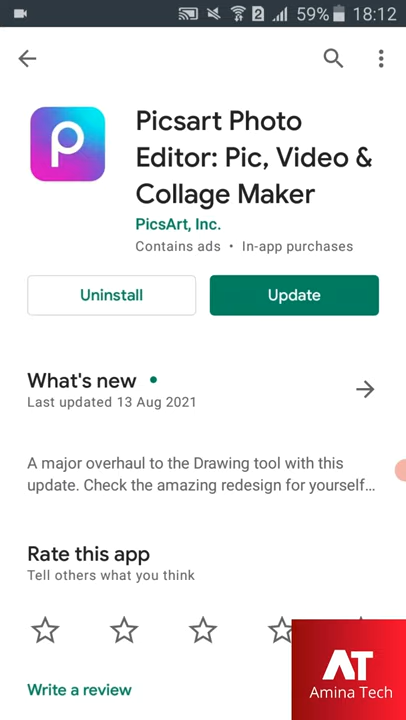 2 59% 18:12
Picsart Photo
Editor: Pic, Video &
Collage Maker
PicsArt, Inc.
Contains ads • In-app purchases
Uninstall
Update
What's new •
Last updated 13 Aug 2021
A major overhaul to the Drawing tool with this
update. Check the amazing redesign for yourself...
Rate this app
Tell others what you think
Write a review
AT
Amina Tech